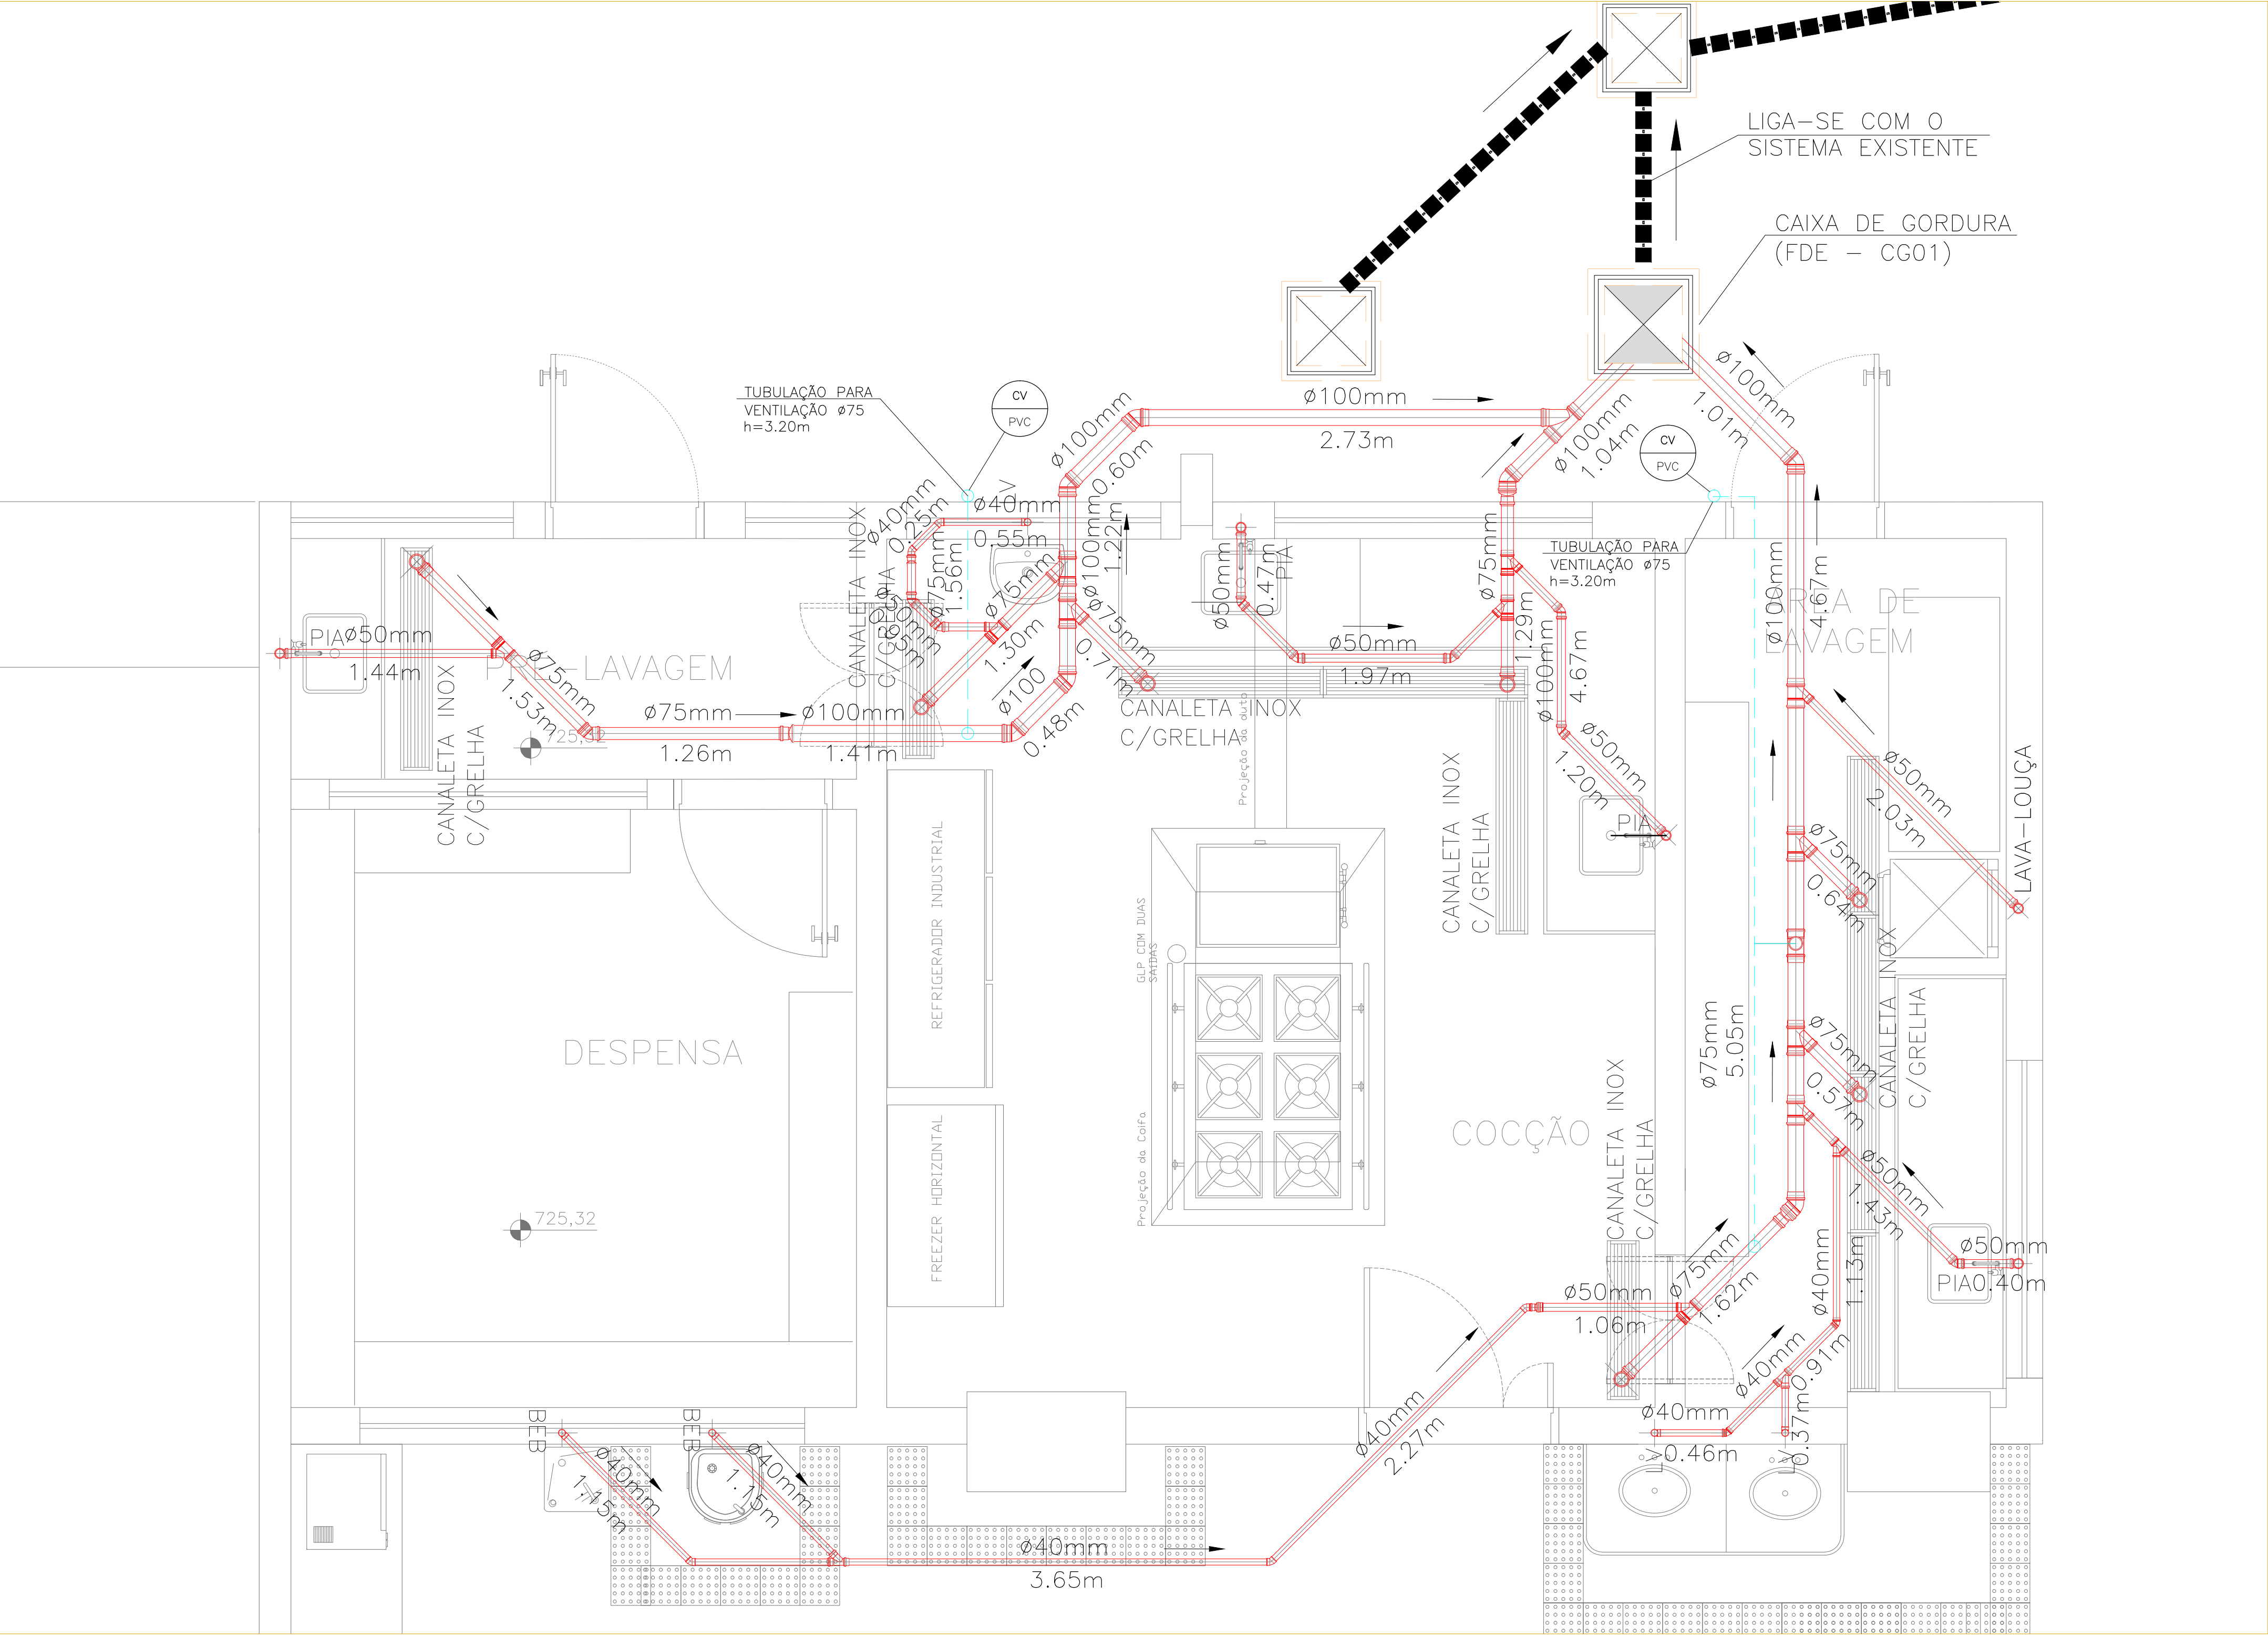 LIGA-SE COM O
SISTEMA EXISTENTE
CAIXA DE GORDURA
(FDE - CG01)
TUBULAÇÃO PARA
VENTILAÇÃO ø75
h=3.20m
CV
PVC
ø100mm
0.60m
ø100mm
2.73m
ø100mm
1.04m
ø100mm
1.01m
CV
PVC
TUBULAÇÃO PARA
VENTILAÇÃO ø75
h=3.20m
LV
ø40mm
0.55m
ø40mm
0.25m
ø75mm
1.56m
ø75mm
1.30m
ø100mm
1.22m
ø75mm
0.71m
ø50mm
0.47m
PIA
ø50mm
1.97m
ø75mm
1.29m
ø100mm
4.67m
ø100mm
4.67m
ÁREA DE
LAVAGEM
PIA
ø50mm
1.44m
PRÉ-LAVAGEM
ø75mm
1.53m
ø75mm
1.26m
725,32
ø100mm
1.41m
ø100
0.48m
CANALETA INOX
C/GRELHA
CANALETA INOX
C/GRELHA
CANALETA INOX
C/GRELHA
Projeção do duto
ø50mm
1.20m
PIA
CANALETA INOX
C/GRELHA
ø50mm
2.03m
LAVA-LOUÇA
ø75mm
0.64m
REFRIGERADOR INDUSTRIAL
GLP COM DUAS
SAÍDAS
DESPENSA
725,32
FREEZER HORIZONTAL
Projeção da Coifa
COCÇÃO
ø75mm
5.05m
ø75mm
0.57m
CANALETA INOX
C/GRELHA
CANALETA INOX
C/GRELHA
ø50mm
1.43m
ø50mm
PIA
0.40m
ø40mm
1.13m
ø75mm
1.62m
ø50mm
1.06m
ø40mm
0.91m
ø40mm
0.46m
LV
0.37m
LV
ø40mm
2.27m
BEB
BEB
ø40mm
1.15m
ø40mm
1.15m
ø40mm
3.65m